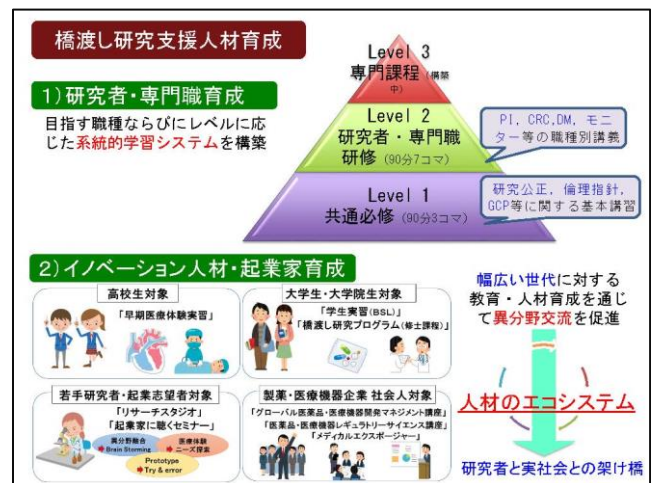 橋渡し研究支援人材育成
1)研究者・専門職育成
目指す職種ならびにレベルに応
じた系統的学習システムを構築
Level 3
専門課程(構築
中)
Level 2
研究者・専門職
研修(90分7コマ)
Level 1
共通必修(90分3コマ)
PI, CRC,DM, モニ
ター等の職種別講義
研究公正, 倫理指針,
GCP等に関する基本講習
2)イノベーション人材・起業家育成
高校生対象
「早期医療体験実習」
大学生・大学院生対象
「学生実習(BSL)」
「橋渡し研究プログラム(修士課程)」
若手研究者・起業志望者対象
「リサーチスタジオ」
「起業家に聴くセミナー」
異分野融合
➡Brain Storming
医療体験
➡ニーズ探索
Prototype
➡Try & error
製薬・医療機器企業 社会人対象
「グローバル医薬品・医療機器開発マネジメント講座」
「医薬品・医療機器レギュラトリーサイエンス講座」
「メディカルエクスポージャー」
幅広い世代に対する
教育・人材育成を通じ
て異分野交流を促進
人材のエコシステム
研究者と実社会との架け橋